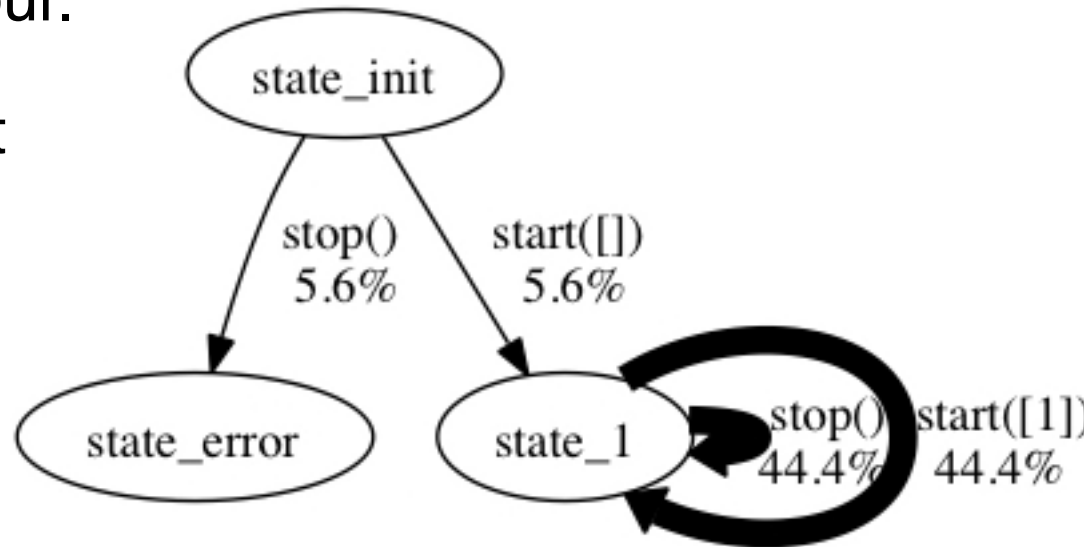 state_init
stop() start([])
5.6% 5.6%
state_error state_1 stop() start([1])
44.4% 44.4%